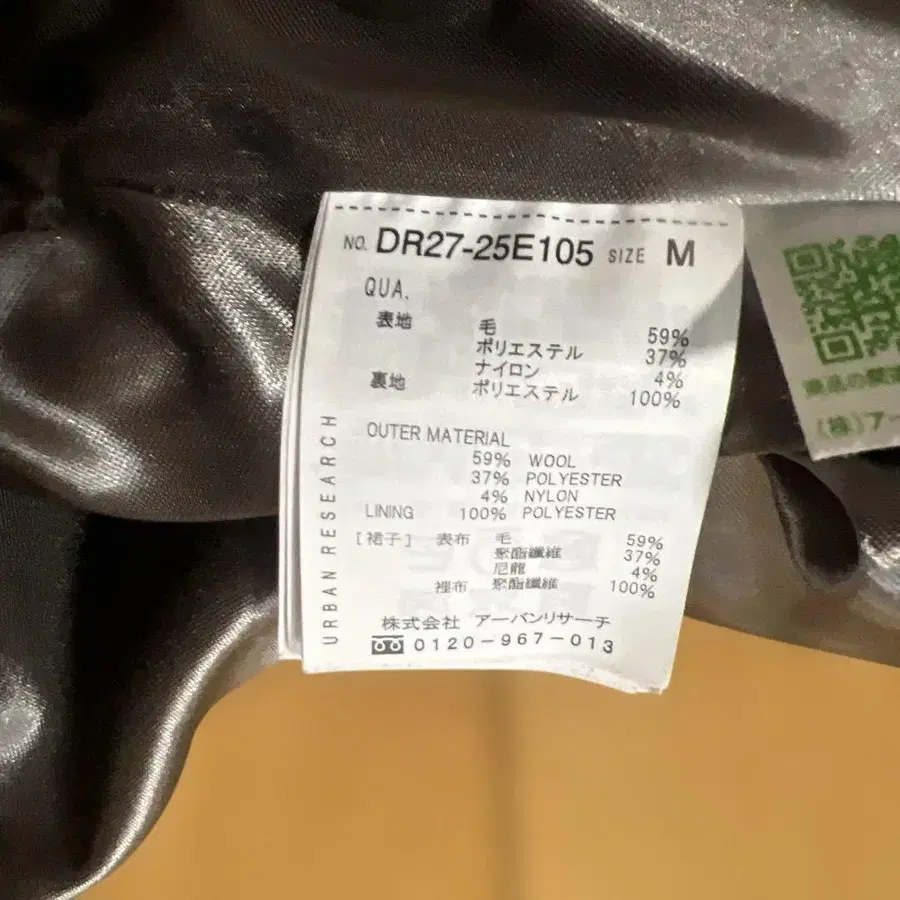 NO. DR27-25E105 SIZE M
QUA.
表地 毛 59%
ポリエステル 37%
ナイロン 4%
裏地 ポリエステル 100%
OUTER MATERIAL
59% WOOL
37% POLYESTER
4% NYLON
LINING 100% POLYESTER
[裙子] 表布 毛 59%
聚酯纖維 37%
尼龍 4%
裡布 聚酯纖維 100%
株式会社 アーバンリサーチ
0120-967-013
URBAN RESEARCH
(株)アー